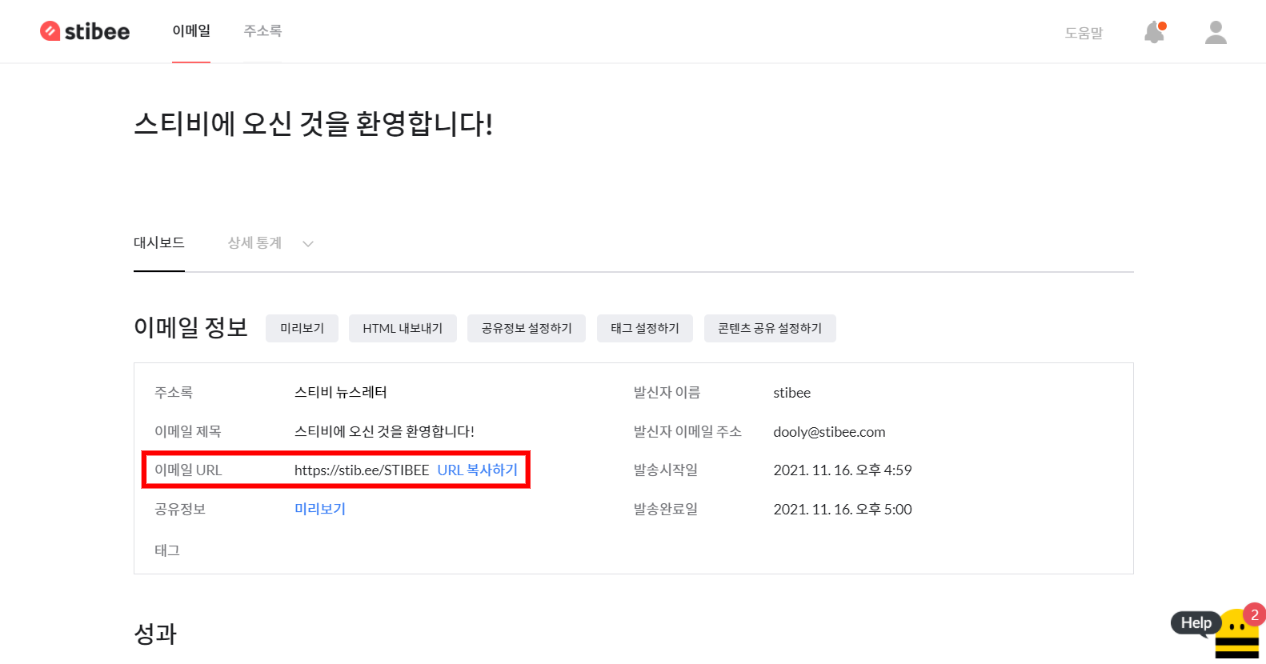 stibee 이메일 주소록 도움말
스티비에 오신 것을 환영합니다!
대시보드 상세 통계
이메일 정보 미리보기 HTML 내보내기 공유정보 설정하기 태그 설정하기 콘텐츠 공유 설정하기
주소록 스티비 뉴스레터 발신자 이름 stibee
이메일 제목 스티비에 오신 것을 환영합니다! 발신자 이메일 주소 dooly@stibee.com
이메일 URL https://stib.ee/STIBEE URL 복사하기 발송시작일 2021. 11. 16. 오후 4:59
공유정보 미리보기 발송완료일 2021. 11. 16. 오후 5:00
태그
성과
Help 2